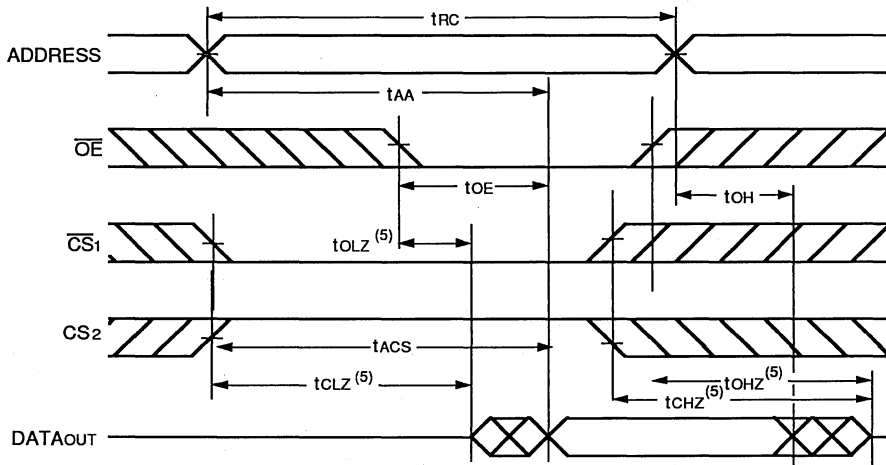 tRC
ADDRESS
tAA
OE
tOE
tOH
CS1
tOLZ (5)
CS2
tACS
tCLZ (5)
tOHZ (5)
tCHZ (5)
DATAOUT